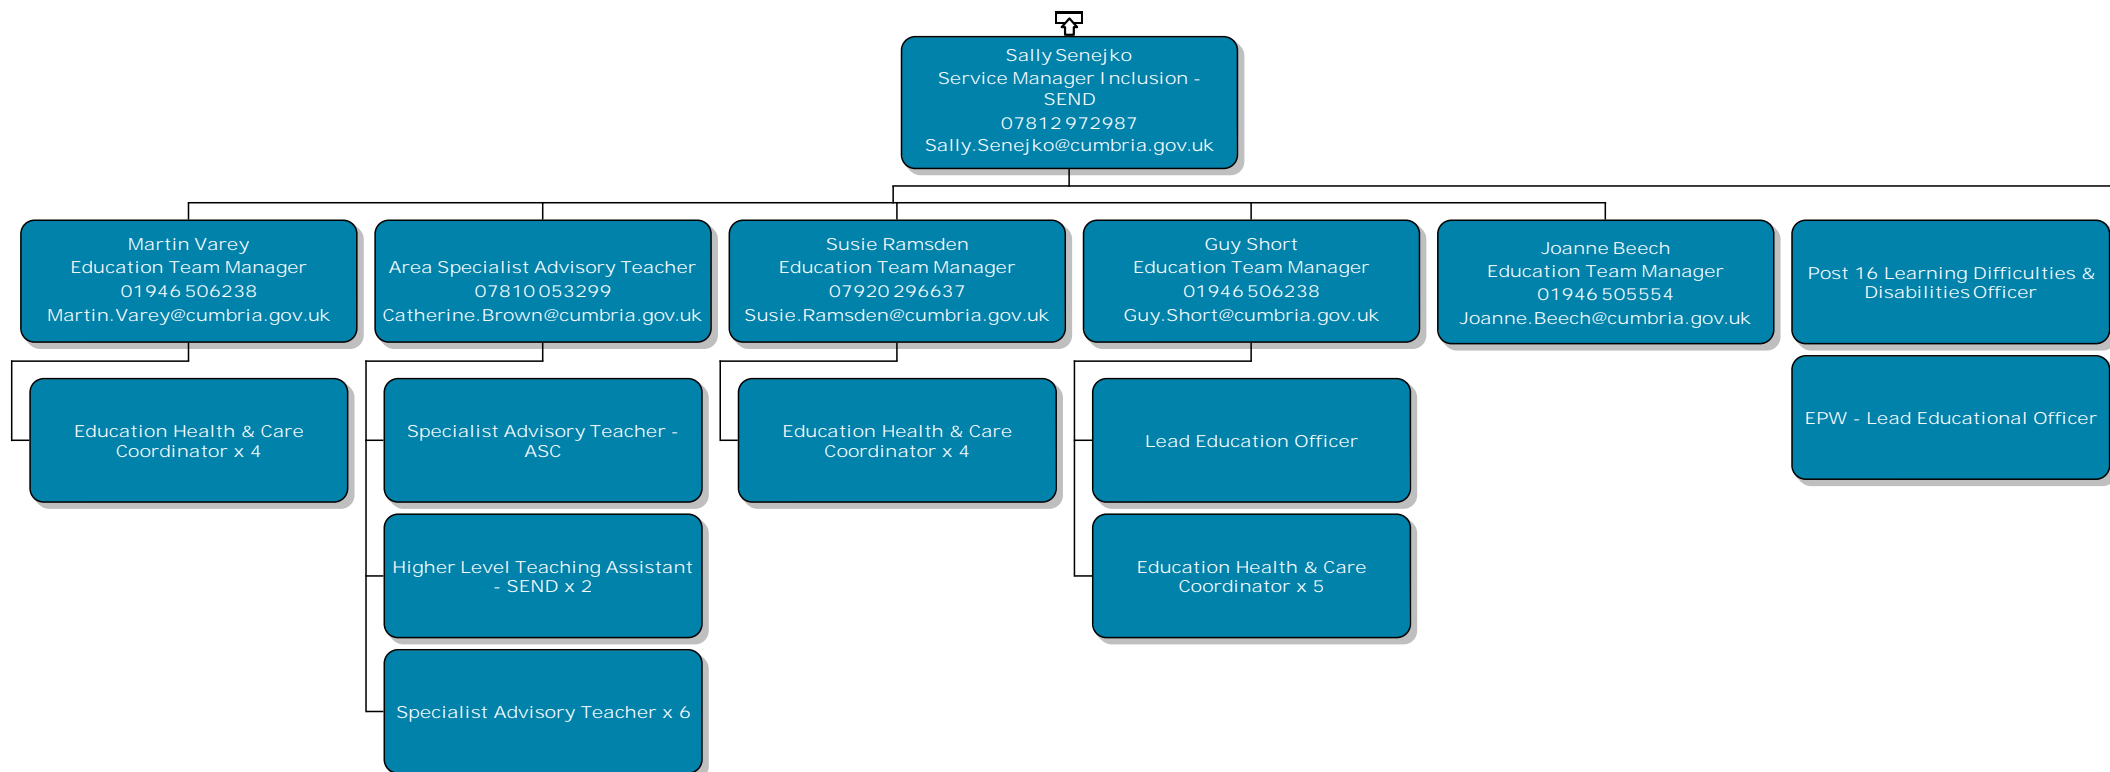 Sally Senejko
Service Manager Inclusion -
SEND
07812 972987
Sally.Senejko@cumbria.gov.uk
Martin Varey
Education Team Manager
01946 506238
Martin.Varey@cumbria.gov.uk
Area Specialist Advisory Teacher
07810 053299
Catherine.Brown@cumbria.gov.uk
Susie Ramsden
Education Team Manager
07920 296637
Susie.Ramsden@cumbria.gov.uk
Guy Short
Education Team Manager
01946 506238
Guy.Short@cumbria.gov.uk
Joanne Beech
Education Team Manager
01946 505554
Joanne.Beech@cumbria.gov.uk
Post 16 Learning Difficulties &
Disabilities Officer
EPW - Lead Educational Officer
Education Health & Care
Coordinator x 4
Specialist Advisory Teacher -
ASC
Education Health & Care
Coordinator x 4
Lead Education Officer
Higher Level Teaching Assistant
- SEND x 2
Education Health & Care
Coordinator x 5
Specialist Advisory Teacher x 6